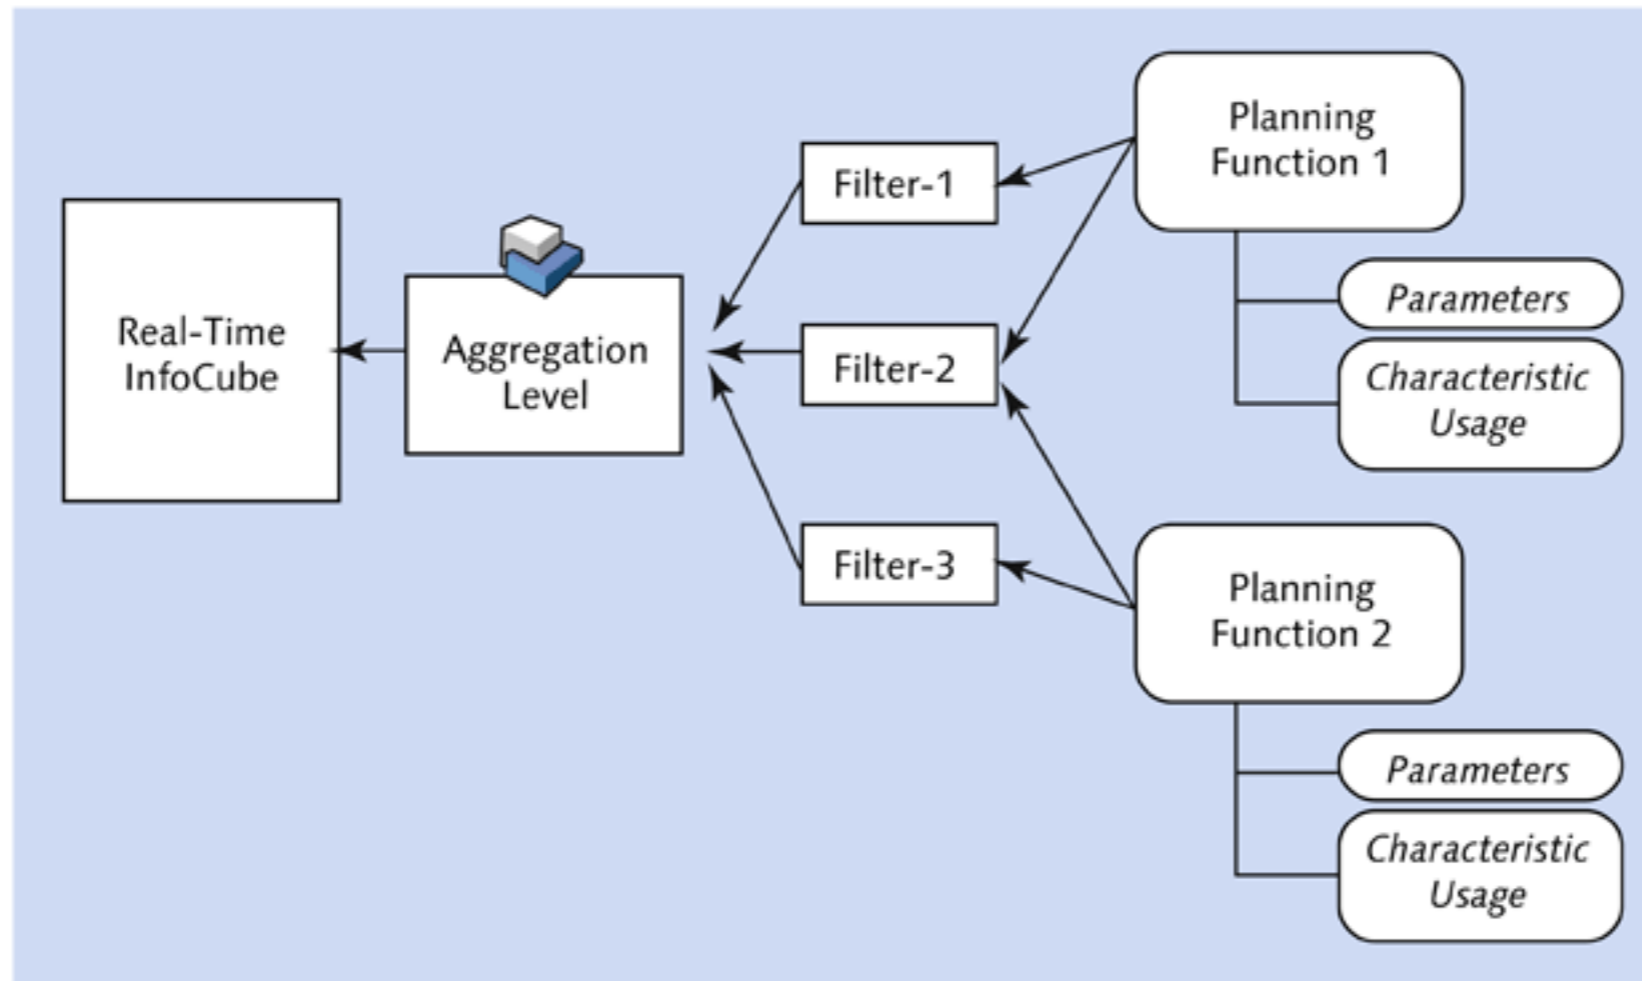 Real-Time
InfoCube
Aggregation
Level
Filter-1
Filter-2
Filter-3
Planning
Function 1
Parameters
Characteristic
Usage
Planning
Function 2
Parameters
Characteristic
Usage